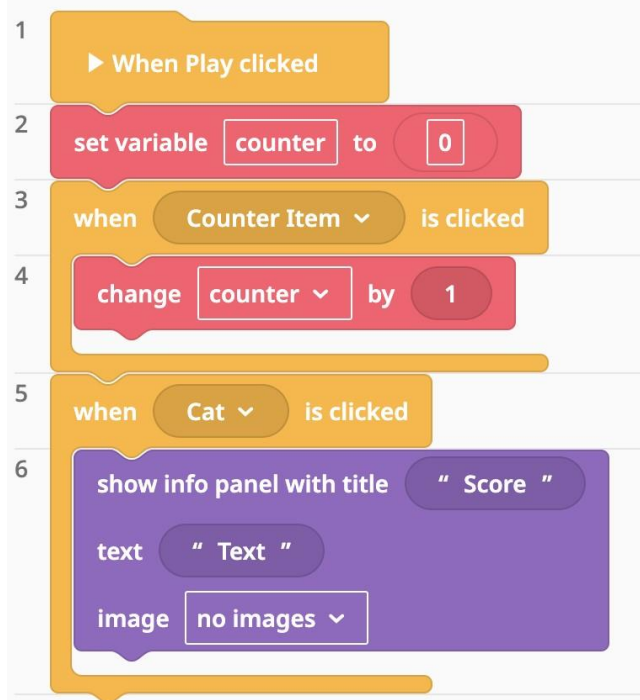 1
When Play clicked
2
set variable counter to 0
3
when Counter Item is clicked
4
change counter by 1
5
when Cat is clicked
6
show info panel with title “ Score ”
text “ Text ”
image no images